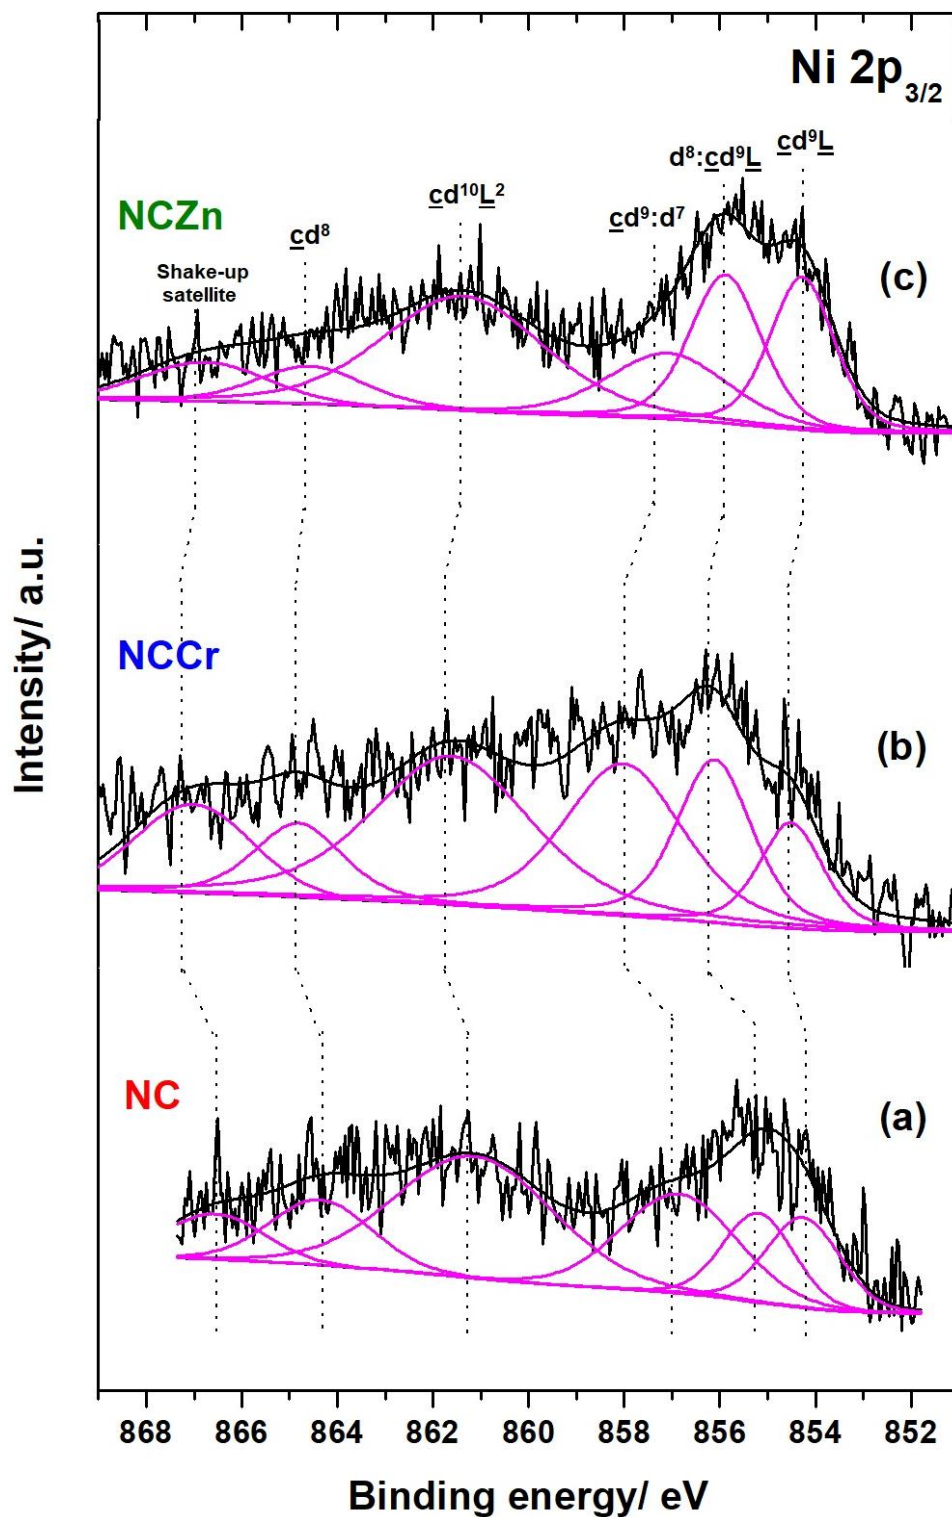 Ni 2p3/2
cd⁹L
d⁸:cd⁹L
cd¹⁰L²
cd⁹:d⁷
NCZn
cd⁸
Shake-up
satellite
(c)
NCCr
(b)
NC
(a)
Intensity/ a.u.
868 866 864 862 860 858 856 854 852
Binding energy/ eV